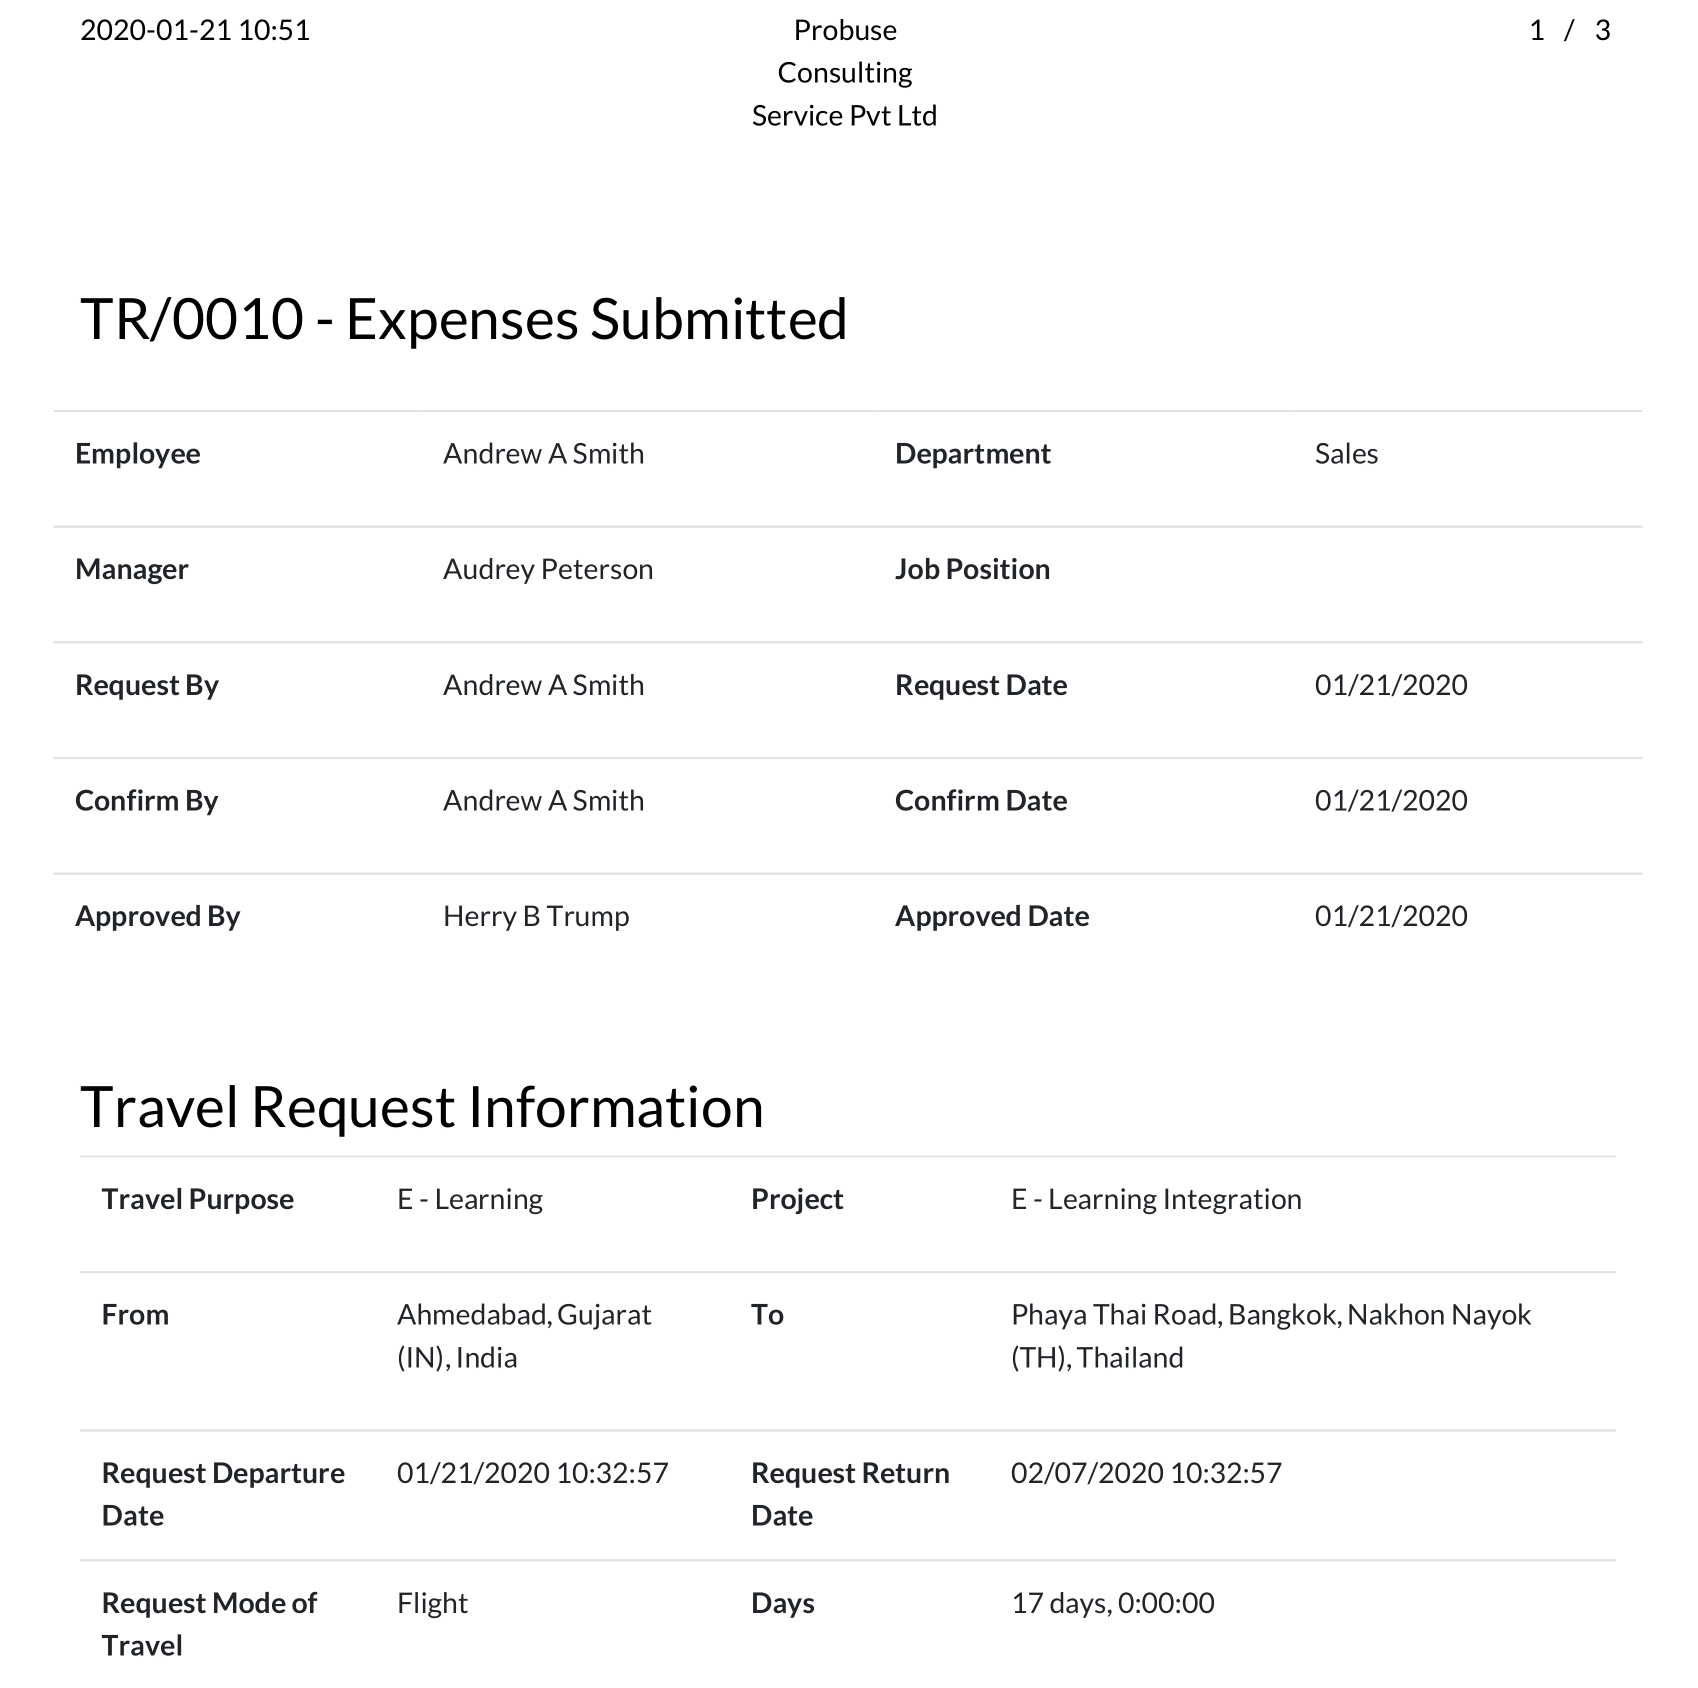 2020-01-21 10:51 Probuse 1 / 3
Consulting
Service Pvt Ltd
TR/0010 - Expenses Submitted
Employee Andrew A Smith Department Sales
Manager Audrey Peterson Job Position
Request By Andrew A Smith Request Date 01/21/2020
Confirm By Andrew A Smith Confirm Date 01/21/2020
Approved By Herry B Trump Approved Date 01/21/2020
Travel Request Information
Travel Purpose E - Learning Project E - Learning Integration
From Ahmedabad, Gujarat To Phaya Thai Road, Bangkok, Nakhon Nayok
(IN), India (TH), Thailand
Request Departure 01/21/2020 10:32:57 Request Return 02/07/2020 10:32:57
Date Date
Request Mode of Flight Days 17 days, 0:00:00
Travel